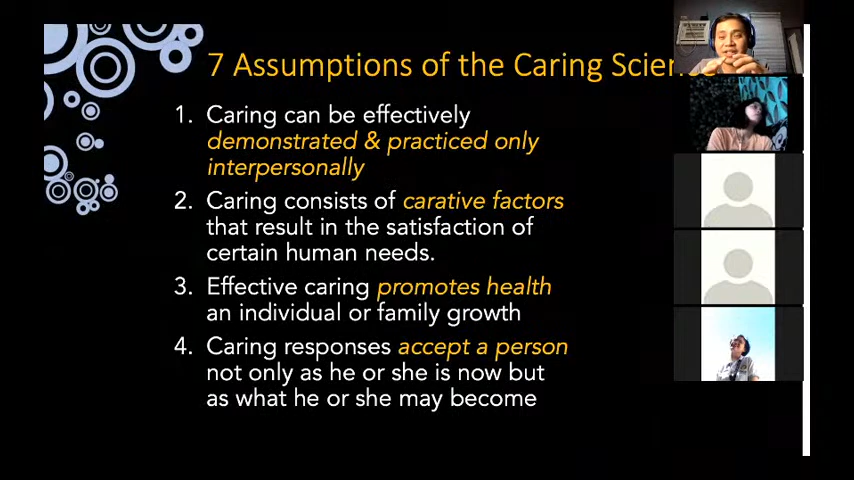 7 Assumptions of the Caring
1. Caring can be effectively
demonstrated & practiced only
interpersonally
2. Caring consists of carative factors
that result in the satisfaction of
certain human needs.
3. Effective caring promotes health
an individual or family growth
4. Caring responses accept a person
not only as he or she is now but
as what he or she may become